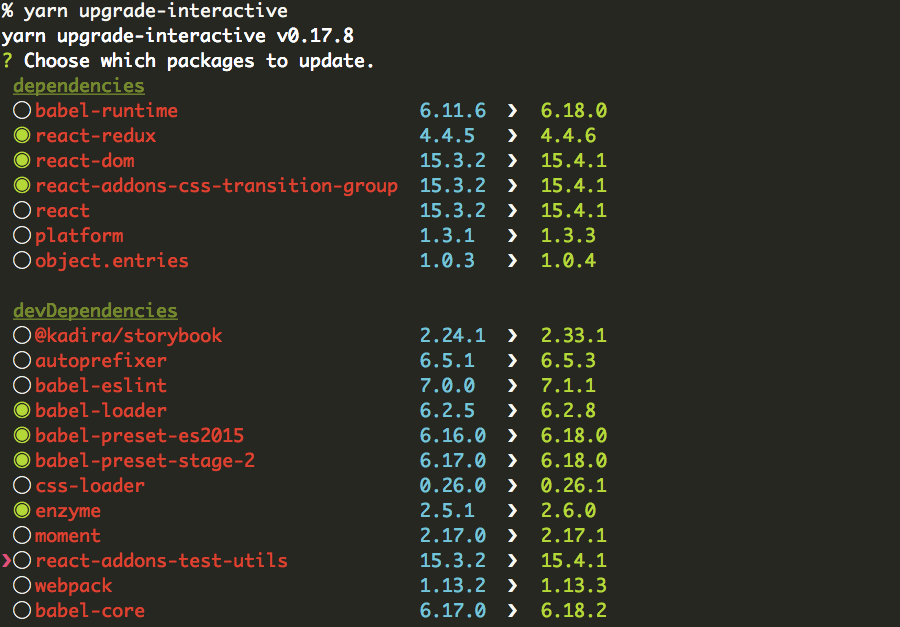 % yarn upgrade-interactive
yarn upgrade-interactive v0.17.8
? Choose which packages to update.
dependencies
◯ babel-runtime 6.11.6 ❯ 6.18.0
◉ react-redux 4.4.5 ❯ 4.4.6
◉ react-dom 15.3.2 ❯ 15.4.1
◉ react-addons-css-transition-group 15.3.2 ❯ 15.4.1
◯ react 15.3.2 ❯ 15.4.1
◯ platform 1.3.1 ❯ 1.3.3
◯ object.entries 1.0.3 ❯ 1.0.4
devDependencies
◯ @kadira/storybook 2.24.1 ❯ 2.33.1
◯ autoprefixer 6.5.1 ❯ 6.5.3
◯ babel-eslint 7.0.0 ❯ 7.1.1
◉ babel-loader 6.2.5 ❯ 6.2.8
◉ babel-preset-es2015 6.16.0 ❯ 6.18.0
◉ babel-preset-stage-2 6.17.0 ❯ 6.18.0
◯ css-loader 0.26.0 ❯ 0.26.1
◉ enzyme 2.5.1 ❯ 2.6.0
◯ moment 2.17.0 ❯ 2.17.1
❯◯ react-addons-test-utils 15.3.2 ❯ 15.4.1
◯ webpack 1.13.2 ❯ 1.13.3
◯ babel-core 6.17.0 ❯ 6.18.2